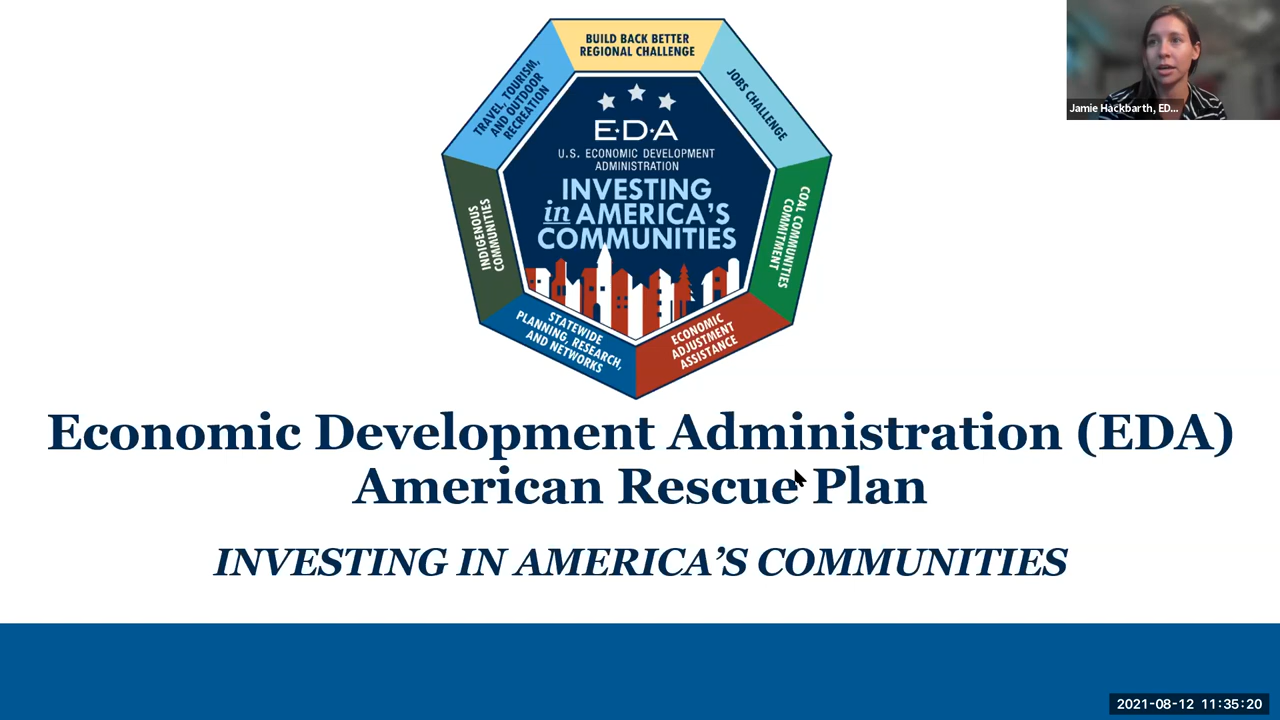 BUILD BACK BETTER
REGIONAL CHALLENGE
JOBS CHALLENGE
COAL COMMUNITIES
COMMITMENT
ECONOMIC
ADJUSTMENT
ASSISTANCE
STATEWIDE
PLANNING, RESEARCH,
AND NETWORKS
INDIGENOUS
COMMUNITIES
TRAVEL, TOURISM,
AND OUTDOOR
RECREATION
E·D·A
U.S. ECONOMIC DEVELOPMENT
ADMINISTRATION
INVESTING
in AMERICA'S
COMMUNITIES
Jamie Hackbarth, ED...
Economic Development Administration (EDA)
American Rescue Plan
INVESTING IN AMERICA’S COMMUNITIES
2021-08-12 11:35:20